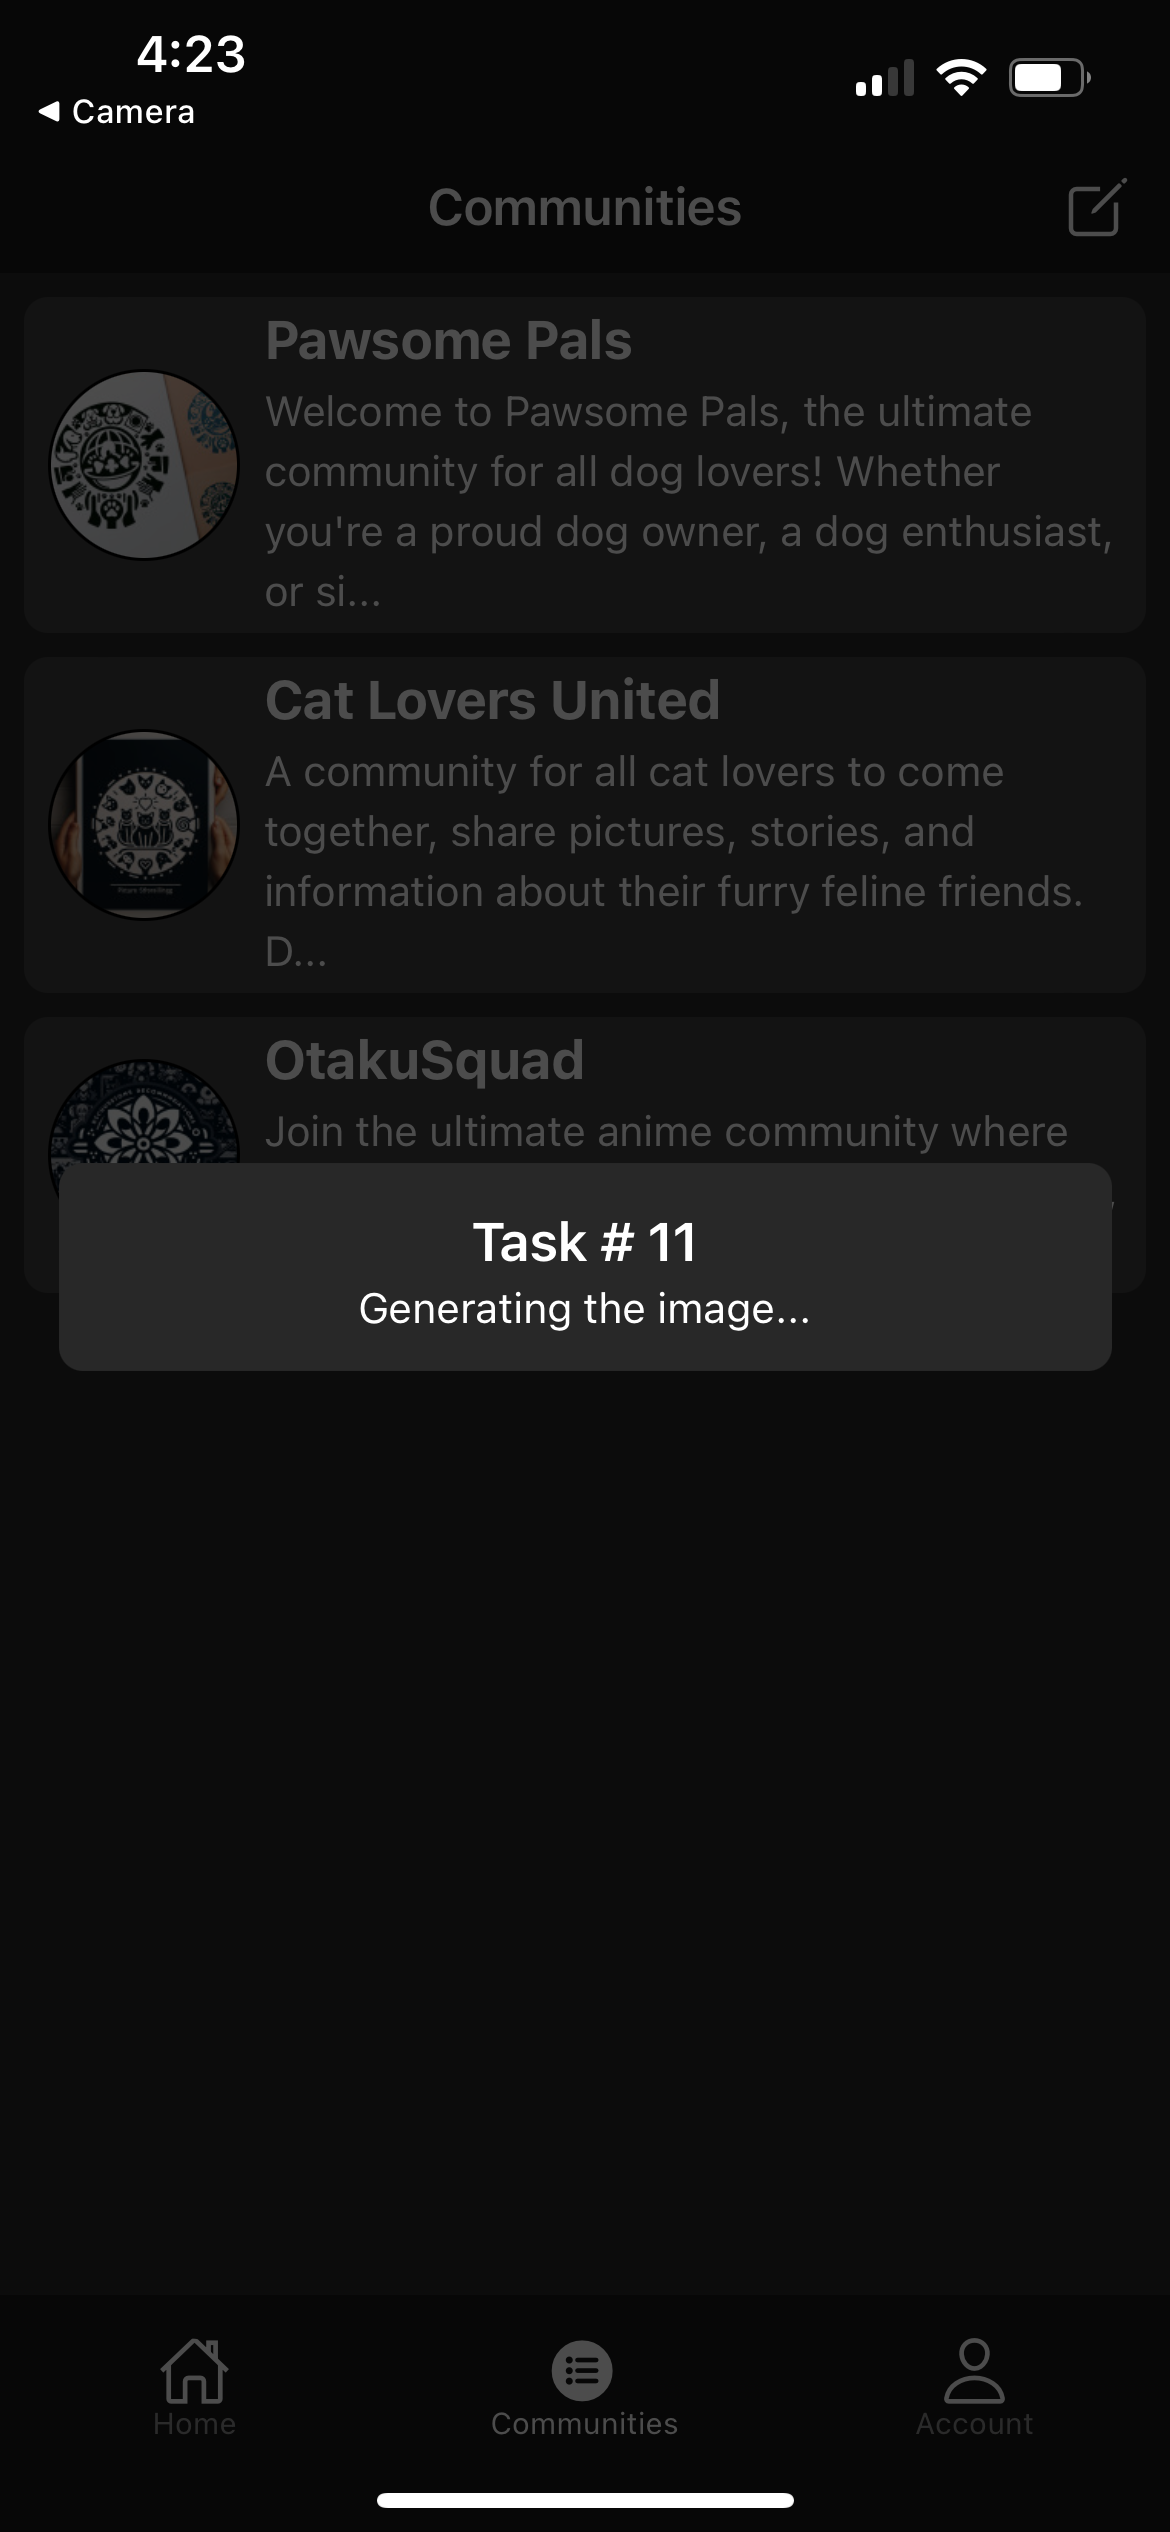 4:23
Camera
Communities
Pawsome Pals
Welcome to Pawsome Pals, the ultimate
community for all dog lovers! Whether
you're a proud dog owner, a dog enthusiast,
or si...
Cat Lovers United
A community for all cat lovers to come
together, share pictures, stories, and
information about their furry feline friends.
D...
OtakuSquad
Join the ultimate anime community where
Task # 11
Generating the image...
Home
Communities
Account